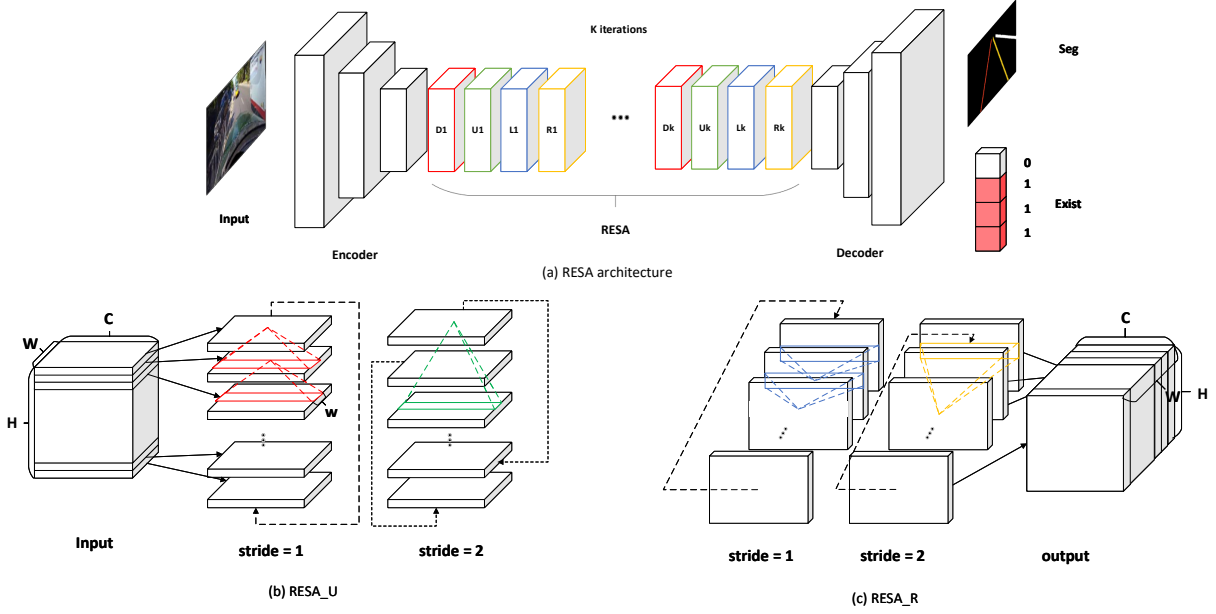 K iterations
Seg
D1 U1 L1 R1 ... Dk Uk Lk Rk
0
1
1
1
Exist
Input
RESA
Encoder
Decoder
(a) RESA architecture
C
W
H
w
Input
stride = 1
stride = 2
(b) RESA_U
C
W
H
stride = 1
stride = 2
output
(c) RESA_R